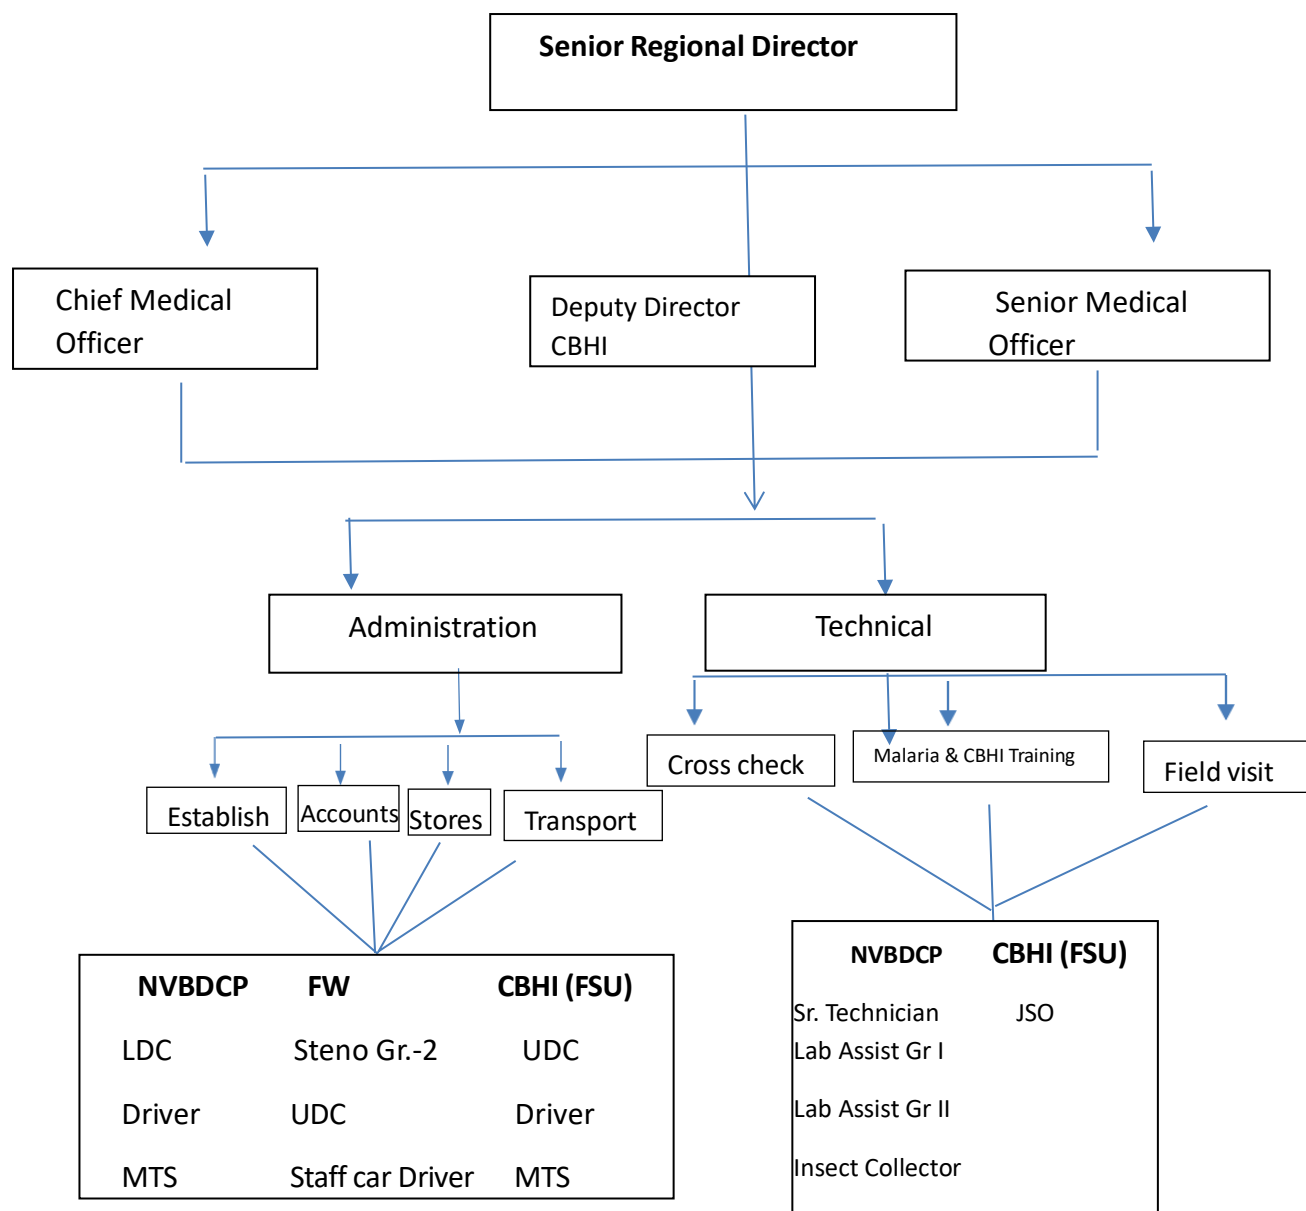 Senior Regional Director
Chief Medical
Officer
Deputy Director
CBHI
Senior Medical
Officer
Administration
Technical
Establish
Accounts
Stores
Transport
Cross check
Malaria & CBHI Training
Field visit
NVBDCP FW CBHI (FSU)
LDC Steno Gr.-2 UDC
Driver UDC Driver
MTS Staff car Driver MTS
NVBDCP CBHI (FSU)
Sr. Technician JSO
Lab Assist Gr I
Lab Assist Gr II
Insect Collector